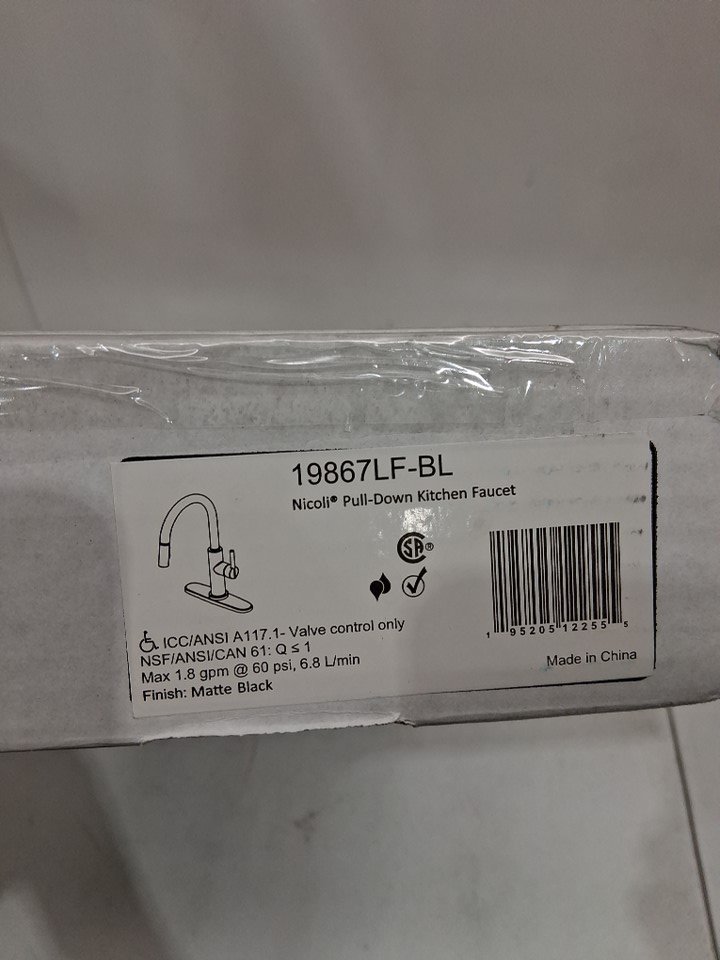 19867LF-BL
Nicoli® Pull-Down Kitchen Faucet
SA®
ICC/ANSI A117.1- Valve control only
NSF/ANSI/CAN 61: Q ≤ 1
Max 1.8 gpm @ 60 psi, 6.8 L/min
Finish: Matte Black
1 95205 12255 5
Made in China